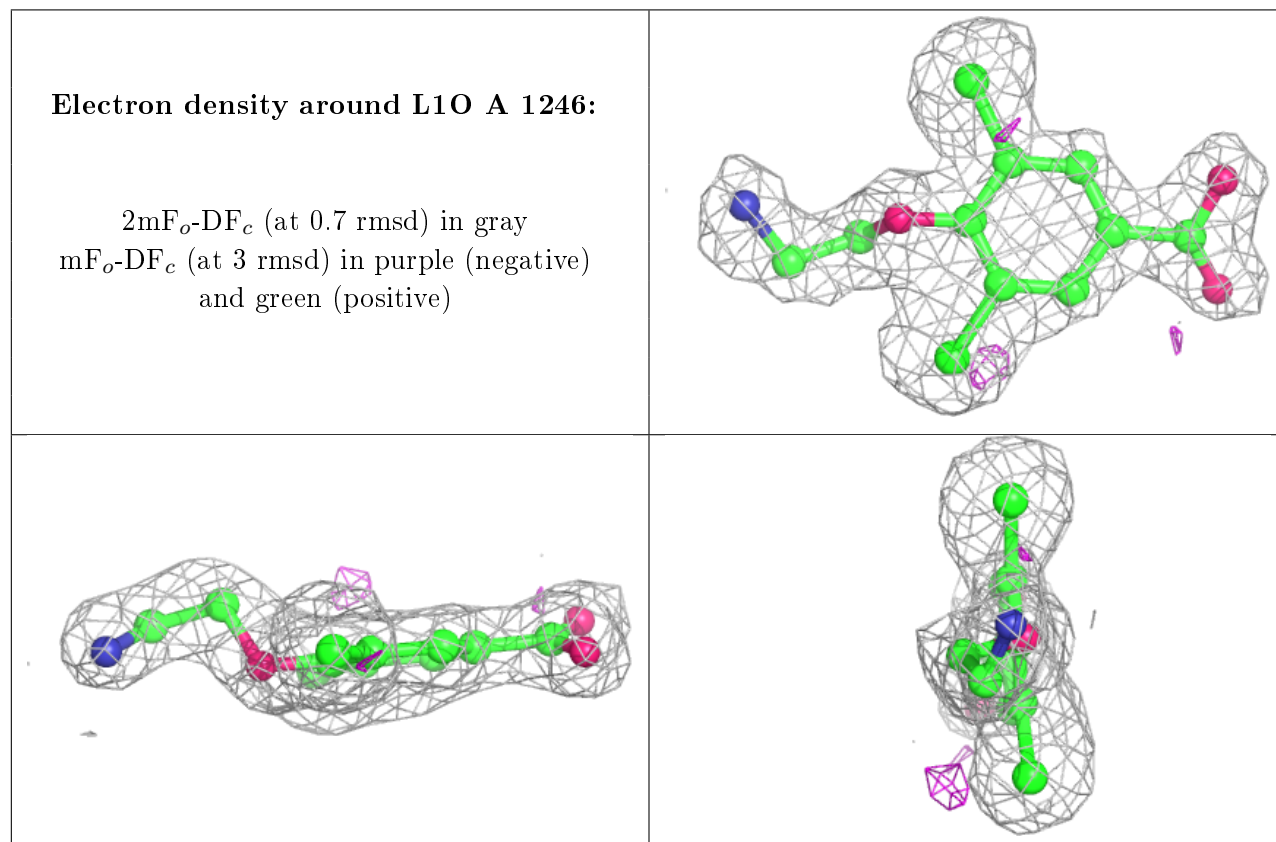 Electron density around L1O A 1246:
2mFo-DFc (at 0.7 rmsd) in gray
mFo-DFc (at 3 rmsd) in purple (negative)
and green (positive)